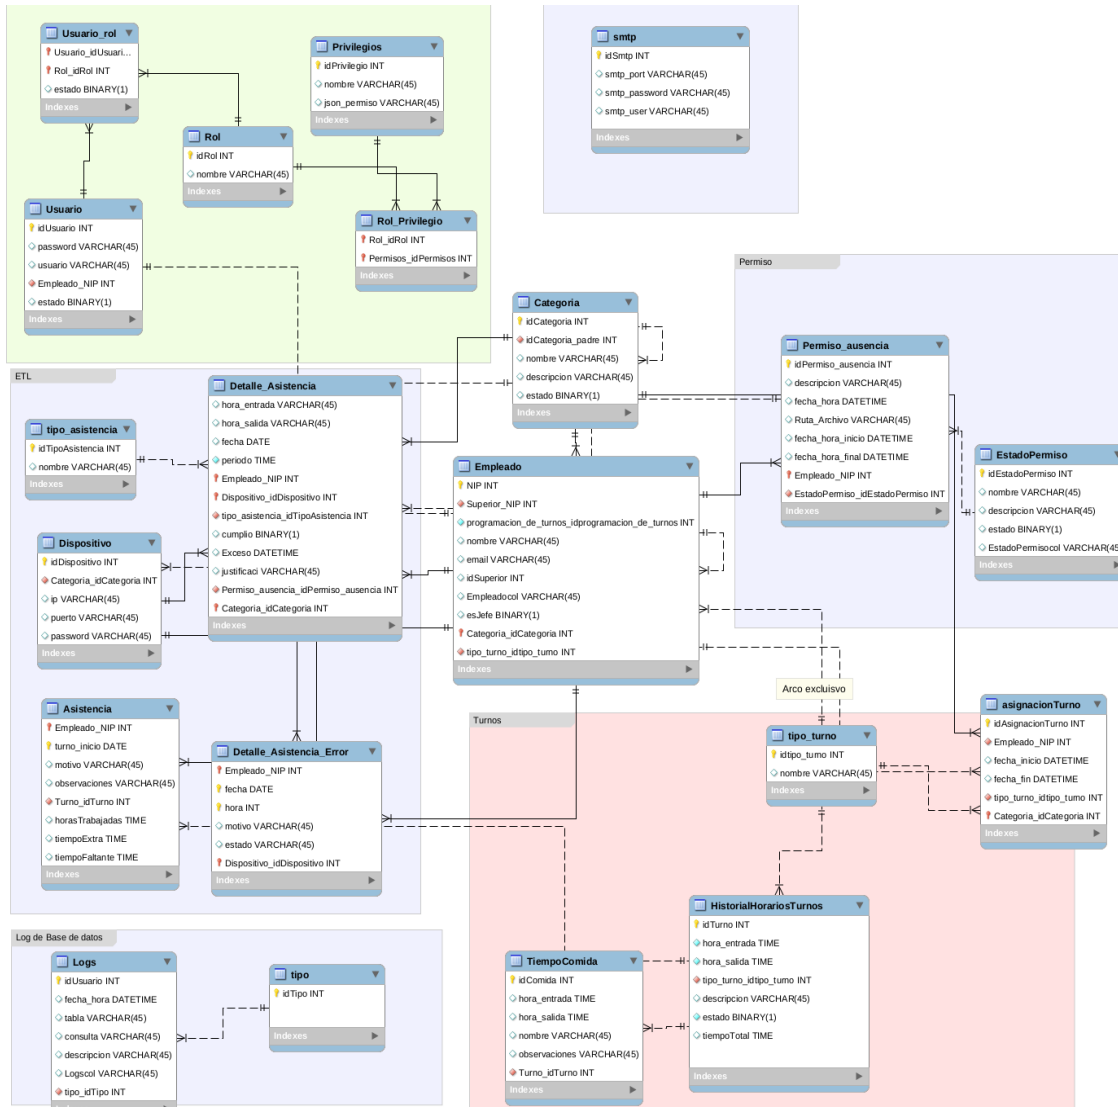 Usuario_rol
Usuario_idUsuari...
Rol_idRol INT
estado BINARY(1)
Indexes
Privilegios
idPrivilegio INT
nombre VARCHAR(45)
json_permiso VARCHAR(45)
Indexes
smtp
idSmtp INT
smtp_port VARCHAR(45)
smtp_password VARCHAR(45)
smtp_user VARCHAR(45)
Indexes
Rol
idRol INT
nombre VARCHAR(45)
Indexes
Usuario
idUsuario INT
password VARCHAR(45)
usuario VARCHAR(45)
Empleado_NIP INT
estado BINARY(1)
Indexes
Rol_Privilegio
Rol_idRol INT
Permisos_idPermisos INT
Indexes
Categoria
idCategoria INT
idCategoria_padre INT
nombre VARCHAR(45)
descripcion VARCHAR(45)
estado BINARY(1)
Indexes
Permiso
Permiso_ausencia
idPermiso_ausencia INT
descripcion VARCHAR(45)
fecha_hora DATETIME
Ruta_Archivo VARCHAR(45)
fecha_hora_inicio DATETIME
fecha_hora_final DATETIME
Empleado_NIP INT
EstadoPermiso_idEstadoPermiso INT
Indexes
EstadoPermiso
idEstadoPermiso INT
nombre VARCHAR(45)
descripcion VARCHAR(45)
estado BINARY(1)
EstadoPermisocol VARCHAR(45
Indexes
ETL
tipo_asistencia
idTipoAsistencia INT
nombre VARCHAR(45)
Indexes
Detalle_Asistencia
hora_entrada VARCHAR(45)
hora_salida VARCHAR(45)
fecha DATE
periodo TIME
Empleado_NIP INT
Dispositivo_idDispositivo INT
tipo_asistencia_idTipoAsistencia INT
cumplio BINARY(1)
Exceso DATETIME
justificaci VARCHAR(45)
Permiso_ausencia_idPermiso_ausencia INT
Categoria_idCategoria INT
Indexes
Empleado
NIP INT
Superior_NIP INT
programacion_de_turnos_idprogramacion_de_turnos INT
nombre VARCHAR(45)
email VARCHAR(45)
idSuperior INT
Empleadocol VARCHAR(45)
esJefe BINARY(1)
Categoria_idCategoria INT
tipo_turno_idtipo_turno INT
Indexes
Dispositivo
idDispositivo INT
Categoria_idCategoria INT
ip VARCHAR(45)
puerto VARCHAR(45)
password VARCHAR(45)
Indexes
Asistencia
Empleado_NIP INT
turno_inicio DATE
motivo VARCHAR(45)
observaciones VARCHAR(45)
Turno_idTurno INT
horasTrabajadas TIME
tiempoExtra TIME
tiempoFaltante TIME
Indexes
Detalle_Asistencia_Error
Empleado_NIP INT
fecha DATE
hora INT
motivo VARCHAR(45)
estado VARCHAR(45)
Dispositivo_idDispositivo INT
Indexes
Arco excluisvo
Turnos
tipo_turno
idtipo_turno INT
nombre VARCHAR(45)
Indexes
asignacionTurno
idAsignacionTurno INT
Empleado_NIP INT
fecha_inicio DATETIME
fecha_fin DATETIME
tipo_turno_idtipo_turno INT
Categoria_idCategoria INT
Indexes
HistorialHorariosTurnos
idTurno INT
hora_entrada TIME
hora_salida TIME
tipo_turno_idtipo_turno INT
descripcion VARCHAR(45)
estado BINARY(1)
tiempoTotal TIME
Indexes
TiempoComida
idComida INT
hora_entrada TIME
hora_salida TIME
nombre VARCHAR(45)
observaciones VARCHAR(45)
Turno_idTurno INT
Indexes
Log de Base de datos
Logs
idUsuario INT
fecha_hora DATETIME
tabla VARCHAR(45)
consulta VARCHAR(45)
descripcion VARCHAR(45)
Logscol VARCHAR(45)
tipo_idTipo INT
tipo
idTipo INT
Indexes